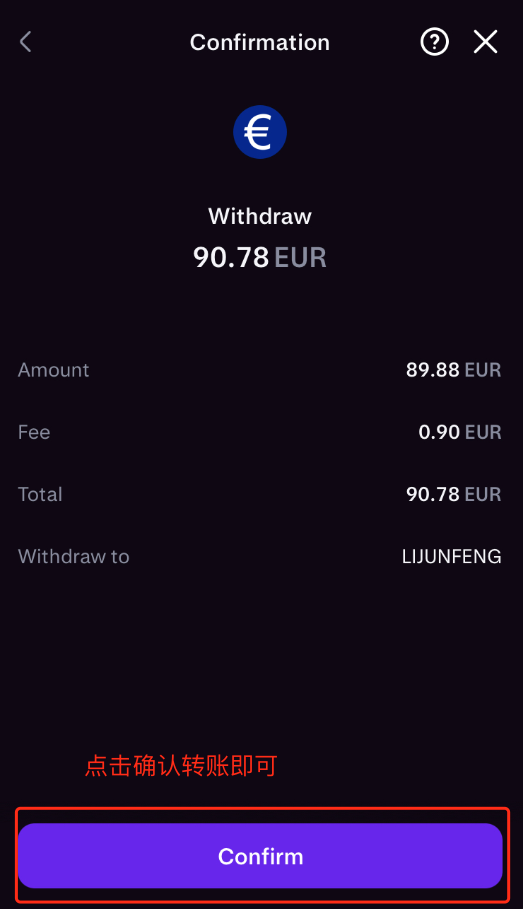 Confirmation
€
Withdraw
90.78 EUR
Amount 89.88 EUR
Fee 0.90 EUR
Total 90.78 EUR
Withdraw to LIJUNFENG
点击确认转账即可
Confirm